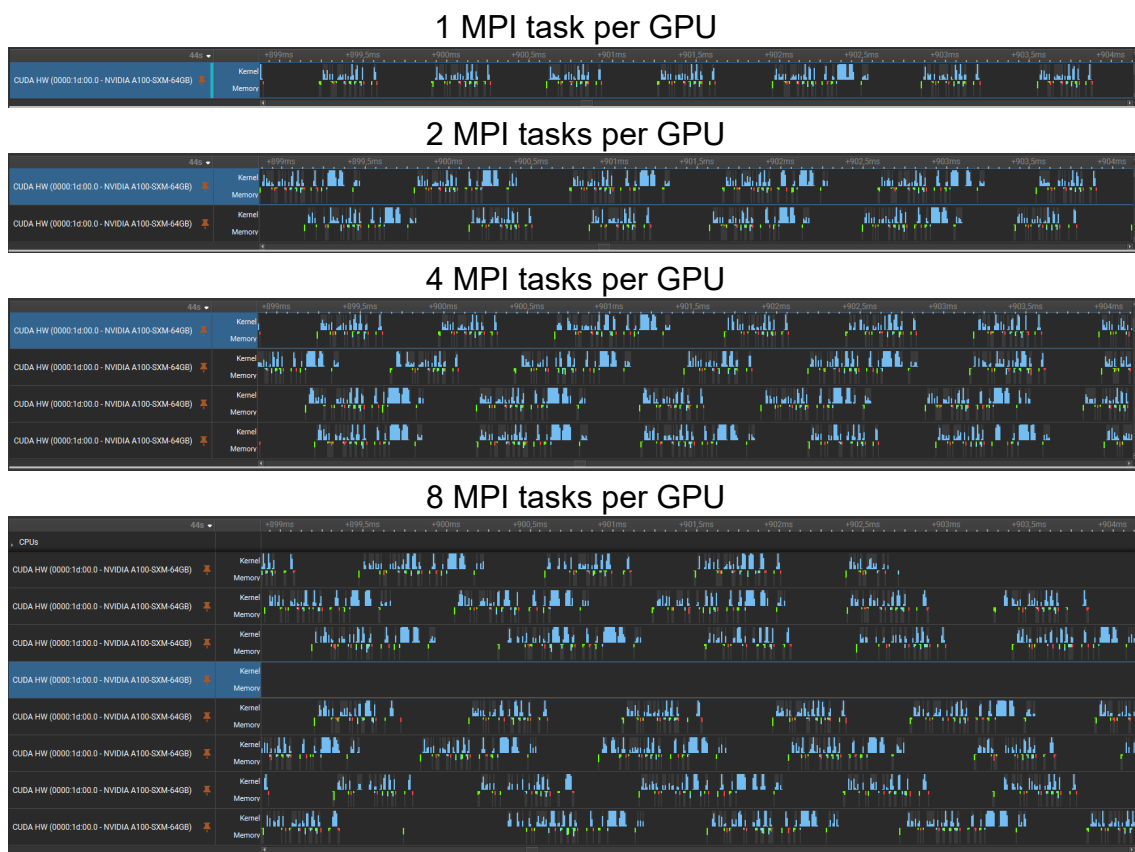 1 MPI task per GPU
44s +899ms +899,5ms +900ms +900,5ms +901ms +901,5ms +902ms +902,5ms +903ms +903,5ms +904ms
Kernel
CUDA HW (0000:1d:00.0 - NVIDIA A100-SXM-64GB)
Memory
2 MPI tasks per GPU
44s +899ms +899,5ms +900ms +900,5ms +901ms +901,5ms +902ms +902,5ms +903ms +903,5ms +904ms
Kernel
CUDA HW (0000:1d:00.0 - NVIDIA A100-SXM-64GB)
Memory
Kernel
CUDA HW (0000:1d:00.0 - NVIDIA A100-SXM-64GB)
Memory
4 MPI tasks per GPU
44s +899ms +899,5ms +900ms +900,5ms +901ms +901,5ms +902ms +902,5ms +903ms +903,5ms +904ms
Kernel
CUDA HW (0000:1d:00.0 - NVIDIA A100-SXM-64GB)
Memory
Kernel
CUDA HW (0000:1d:00.0 - NVIDIA A100-SXM-64GB)
Memory
Kernel
CUDA HW (0000:1d:00.0 - NVIDIA A100-SXM-64GB)
Memory
Kernel
CUDA HW (0000:1d:00.0 - NVIDIA A100-SXM-64GB)
Memory
8 MPI tasks per GPU
44s +899ms +899,5ms +900ms +900,5ms +901ms +901,5ms +902ms +902,5ms +903ms +903,5ms +904ms
CPUs
Kernel
CUDA HW (0000:1d:00.0 - NVIDIA A100-SXM-64GB)
Memory
Kernel
CUDA HW (0000:1d:00.0 - NVIDIA A100-SXM-64GB)
Memory
Kernel
CUDA HW (0000:1d:00.0 - NVIDIA A100-SXM-64GB)
Memory
Kernel
CUDA HW (0000:1d:00.0 - NVIDIA A100-SXM-64GB)
Memory
Kernel
CUDA HW (0000:1d:00.0 - NVIDIA A100-SXM-64GB)
Memory
Kernel
CUDA HW (0000:1d:00.0 - NVIDIA A100-SXM-64GB)
Memory
Kernel
CUDA HW (0000:1d:00.0 - NVIDIA A100-SXM-64GB)
Memory
Kernel
CUDA HW (0000:1d:00.0 - NVIDIA A100-SXM-64GB)
Memory